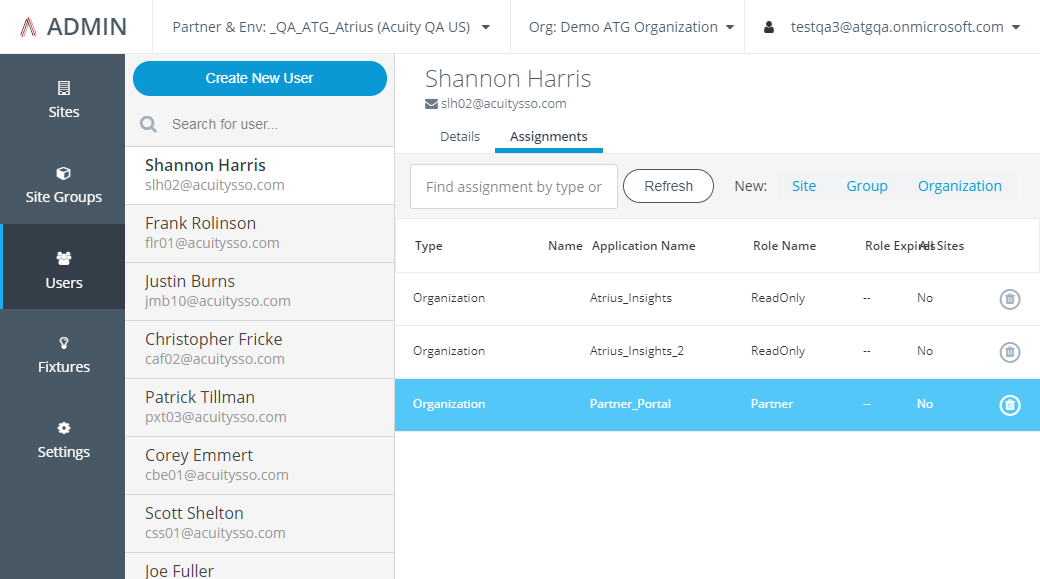 ADMIN
Partner & Env: _QA_ATG_Atrius (Acuity QA US)
Org: Demo ATG Organization
testqa3@atgqa.onmicrosoft.com
Sites
Site Groups
Users
Fixtures
Settings
Create New User
Search for user...
Shannon Harris
slh02@acuitysso.com
Frank Rolinson
flr01@acuitysso.com
Justin Burns
jmb10@acuitysso.com
Christopher Fricke
caf02@acuitysso.com
Patrick Tillman
pxt03@acuitysso.com
Corey Emmert
cbe01@acuitysso.com
Scott Shelton
css01@acuitysso.com
Joe Fuller
Shannon Harris
slh02@acuitysso.com
Details Assignments
Find assignment by type or Refresh New: Site Group Organization
Type Name Application Name Role Name Role Expires All Sites
Organization Atrius_Insights ReadOnly -- No
Organization Atrius_Insights_2 ReadOnly -- No
Organization Partner_Portal Partner -- No